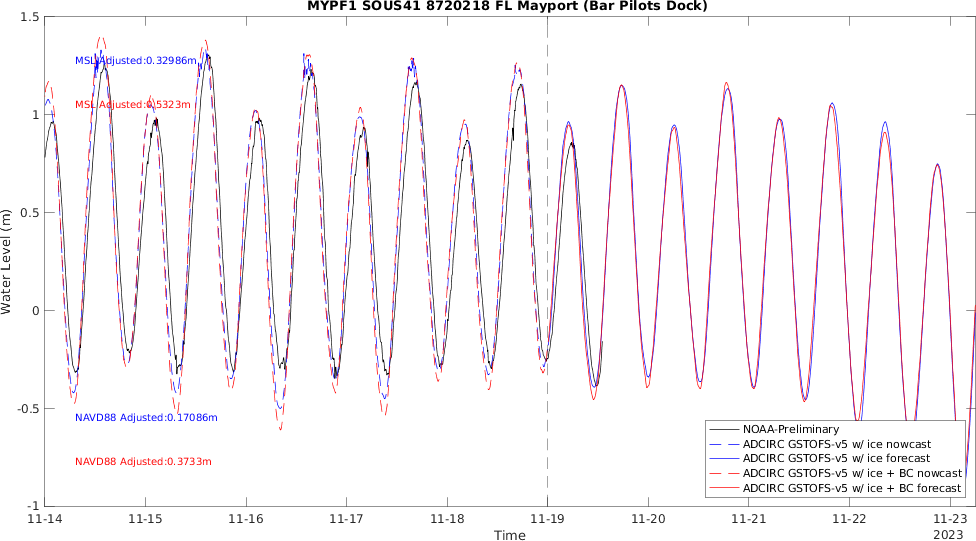 MYPF1 SOUS41 8720218 FL Mayport (Bar Pilots Dock)
1.5
1
0.5
0
-0.5
-1
Water Level (m)
MSL Adjusted:0.32986m
MSL Adjusted:0.5323m
NAVD88 Adjusted:0.17086m
NAVD88 Adjusted:0.3733m
NOAA-Preliminary
ADCIRC GSTOFS-v5 w/ ice nowcast
ADCIRC GSTOFS-v5 w/ ice forecast
ADCIRC GSTOFS-v5 w/ ice + BC nowcast
ADCIRC GSTOFS-v5 w/ ice + BC forecast
11-14 11-15 11-16 11-17 11-18 11-19 11-20 11-21 11-22 11-23
Time
2023